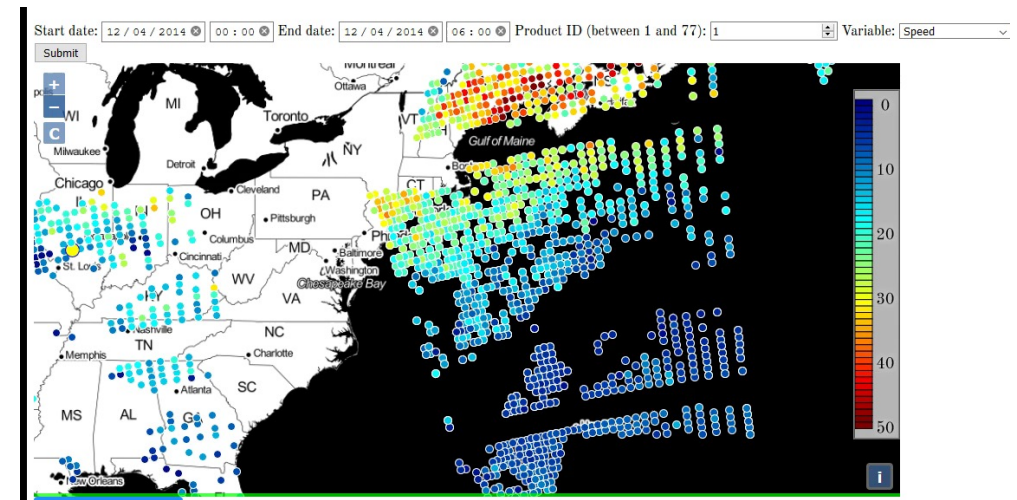 Start date: 12 / 04 / 2014 00 : 00 End date: 12 / 04 / 2014 06 : 00 Product ID (between 1 and 77): 1 Variable: Speed
Submit
+
−
C
Ottawa
MI
WI
Toronto
VT
Gulf of Maine
NY
Milwaukee
Detroit
Chicago
Cleveland
PA
CT
OH
Pittsburgh
Columbus
MD
Baltimore
Cincinnati
Washington
St. Louis
WV
Chesapeake Bay
VA
KY
Nashville
NC
TN
Memphis
Charlotte
Atlanta
SC
MS
AL
GA
New Orleans
0
10
20
30
40
50
i